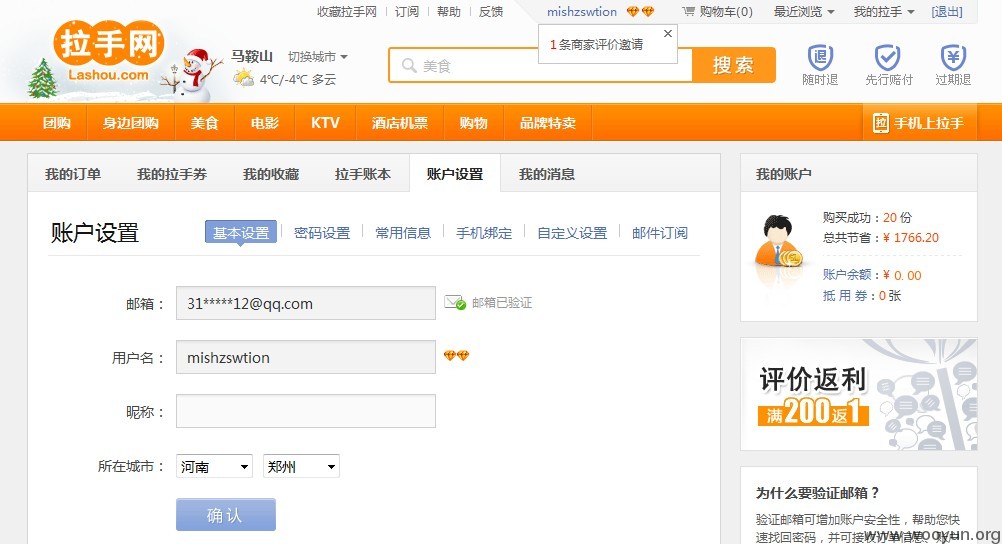 收藏拉手网 订阅 帮助 反馈 mishzswtion 购物车(0) 最近浏览 我的拉手 [退出]
1条商家评价邀请
拉手网
Lashou.com
马鞍山 切换城市
4℃/-4℃ 多云
美食 搜索
随时退 先行赔付 过期退
团购 身边团购 美食 电影 KTV 酒店机票 购物 品牌特卖 拉 手机上拉手
我的订单 我的拉手券 我的收藏 拉手账本 账户设置 我的消息
账户设置 基本设置 密码设置 常用信息 手机绑定 自定义设置 邮件订阅
邮箱： 31*****12@qq.com 邮箱已验证
用户名： mishzswtion
昵称：
所在城市： 河南 郑州
确认
我的账户
购买成功：20 份
总共节省：¥ 1766.20
账户余额：¥ 0.00
抵 用 券：0 张
评价返利
满200返1
为什么要验证邮箱？
验证邮箱可增加账户安全性，帮助您快
速找回密码，并可接收订单信息、账户
www.wooyun.org